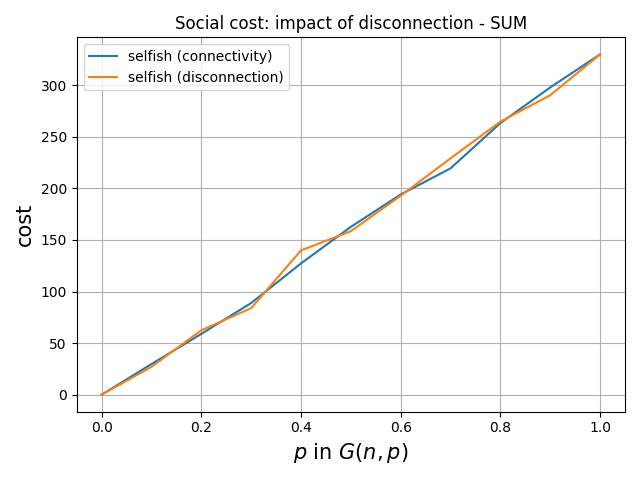 Social cost: impact of disconnection - SUM
selfish (connectivity)
selfish (disconnection)
cost
300
250
200
150
100
50
0
0.0 0.2 0.4 0.6 0.8 1.0
p in G(n, p)